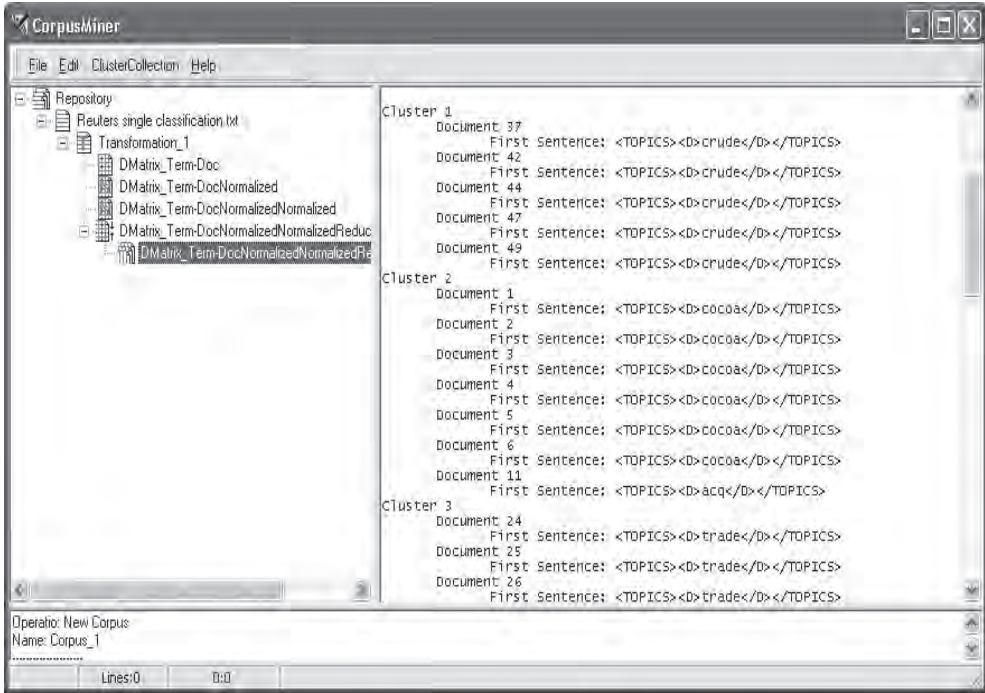 CorpusMiner
File Edit ClusterCollection Help
Repository
Reuters single classification.txt
Transformation_1
DMatrix_Term-Doc
DMatrix_Term-DocNormalized
DMatrix_Term-DocNormalizedNormalized
DMatrix_Term-DocNormalizedNormalizedReduc
DMatrix_Term-DocNormalizedNormalizedRe
Cluster 1
Document 37
First Sentence: <TOPICS><D>crude</D></TOPICS>
Document 42
First Sentence: <TOPICS><D>crude</D></TOPICS>
Document 44
First Sentence: <TOPICS><D>crude</D></TOPICS>
Document 47
First Sentence: <TOPICS><D>crude</D></TOPICS>
Document 49
First Sentence: <TOPICS><D>crude</D></TOPICS>
Cluster 2
Document 1
First Sentence: <TOPICS><D>cocoa</D></TOPICS>
Document 2
First Sentence: <TOPICS><D>cocoa</D></TOPICS>
Document 3
First Sentence: <TOPICS><D>cocoa</D></TOPICS>
Document 4
First Sentence: <TOPICS><D>cocoa</D></TOPICS>
Document 5
First Sentence: <TOPICS><D>cocoa</D></TOPICS>
Document 6
First Sentence: <TOPICS><D>cocoa</D></TOPICS>
Document 11
First Sentence: <TOPICS><D>acq</D></TOPICS>
Cluster 3
Document 24
First Sentence: <TOPICS><D>trade</D></TOPICS>
Document 25
First Sentence: <TOPICS><D>trade</D></TOPICS>
Document 26
First Sentence: <TOPICS><D>trade</D></TOPICS>
Operatio: New Corpus
Name: Corpus_1
--------------------
Lines:0 0:0